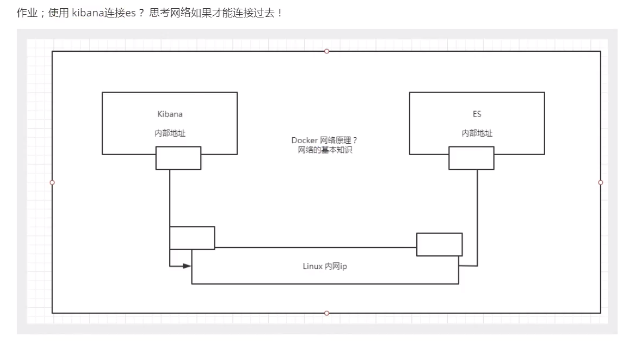 作业；使用 kibana连接es？ 思考网络如果才能连接过去！
Kibana
内部地址
ES
内部地址
Docker 网络原理？
网络的基本知识
Linux 内网ip